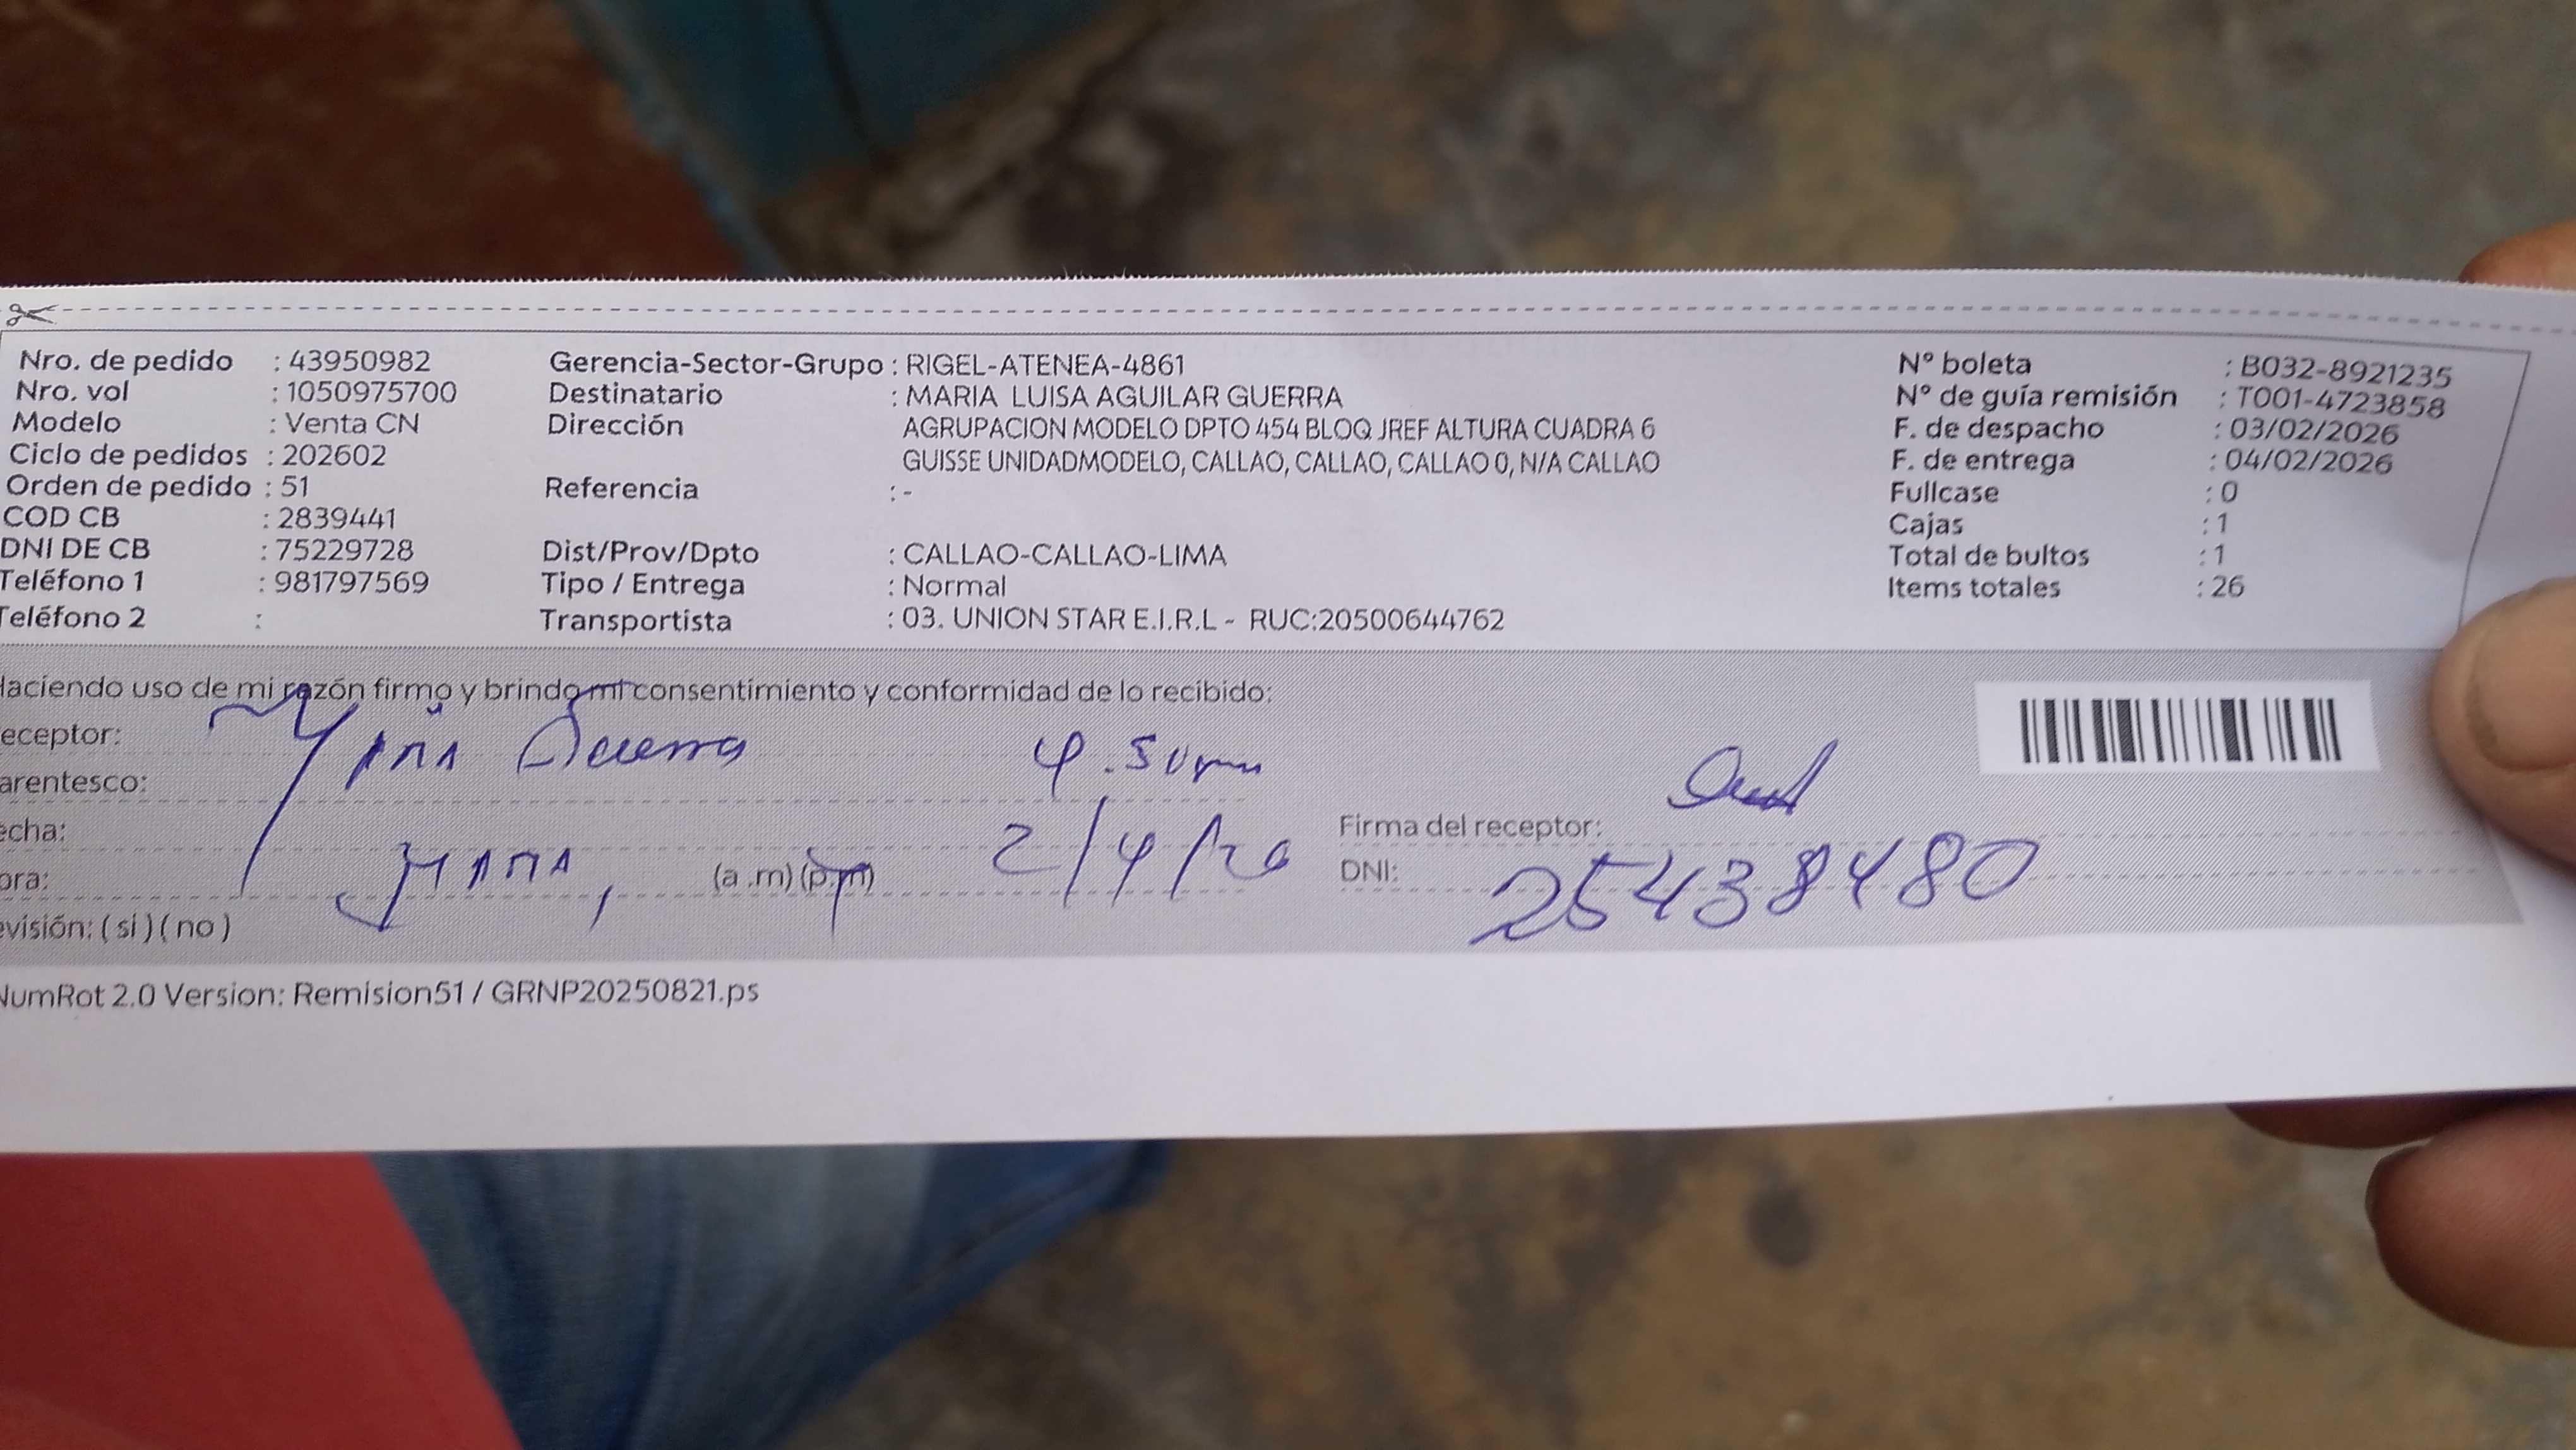 Nro. de pedido : 43950982
Nro. vol : 1050975700
Modelo : Venta CN
Ciclo de pedidos : 202602
Orden de pedido : 51
COD CB : 2839441
DNI DE CB : 75229728
Teléfono 1 : 981797569
Teléfono 2 :
Gerencia-Sector-Grupo : RIGEL-ATENEA-4861
Destinatario : MARIA LUISA AGUILAR GUERRA
Dirección AGRUPACION MODELO DPTO 454 BLOQ JREF ALTURA CUADRA 6
GUISSE UNIDADMODELO, CALLAO, CALLAO, CALLAO 0, N/A CALLAO
Referencia : -
Dist/Prov/Dpto : CALLAO-CALLAO-LIMA
Tipo / Entrega : Normal
Transportista : 03. UNION STAR E.I.R.L - RUC:20500644762
N° boleta : B032-8921235
N° de guía remisión : T001-4723858
F. de despacho : 03/02/2026
F. de entrega : 04/02/2026
Fullcase : 0
Cajas : 1
Total de bultos : 1
Items totales : 26
Haciendo uso de mi razón firmo y brindo mi consentimiento y conformidad de lo recibido:
eceptor: Guerra
arentesco:
echa: 2/4/26
ora: (a .m) (p.m)
Firma del receptor:
DNI: 25438480
evisión: ( si ) ( no )
NumRot 2.0 Version: Remision51 / GRNP20250821.ps